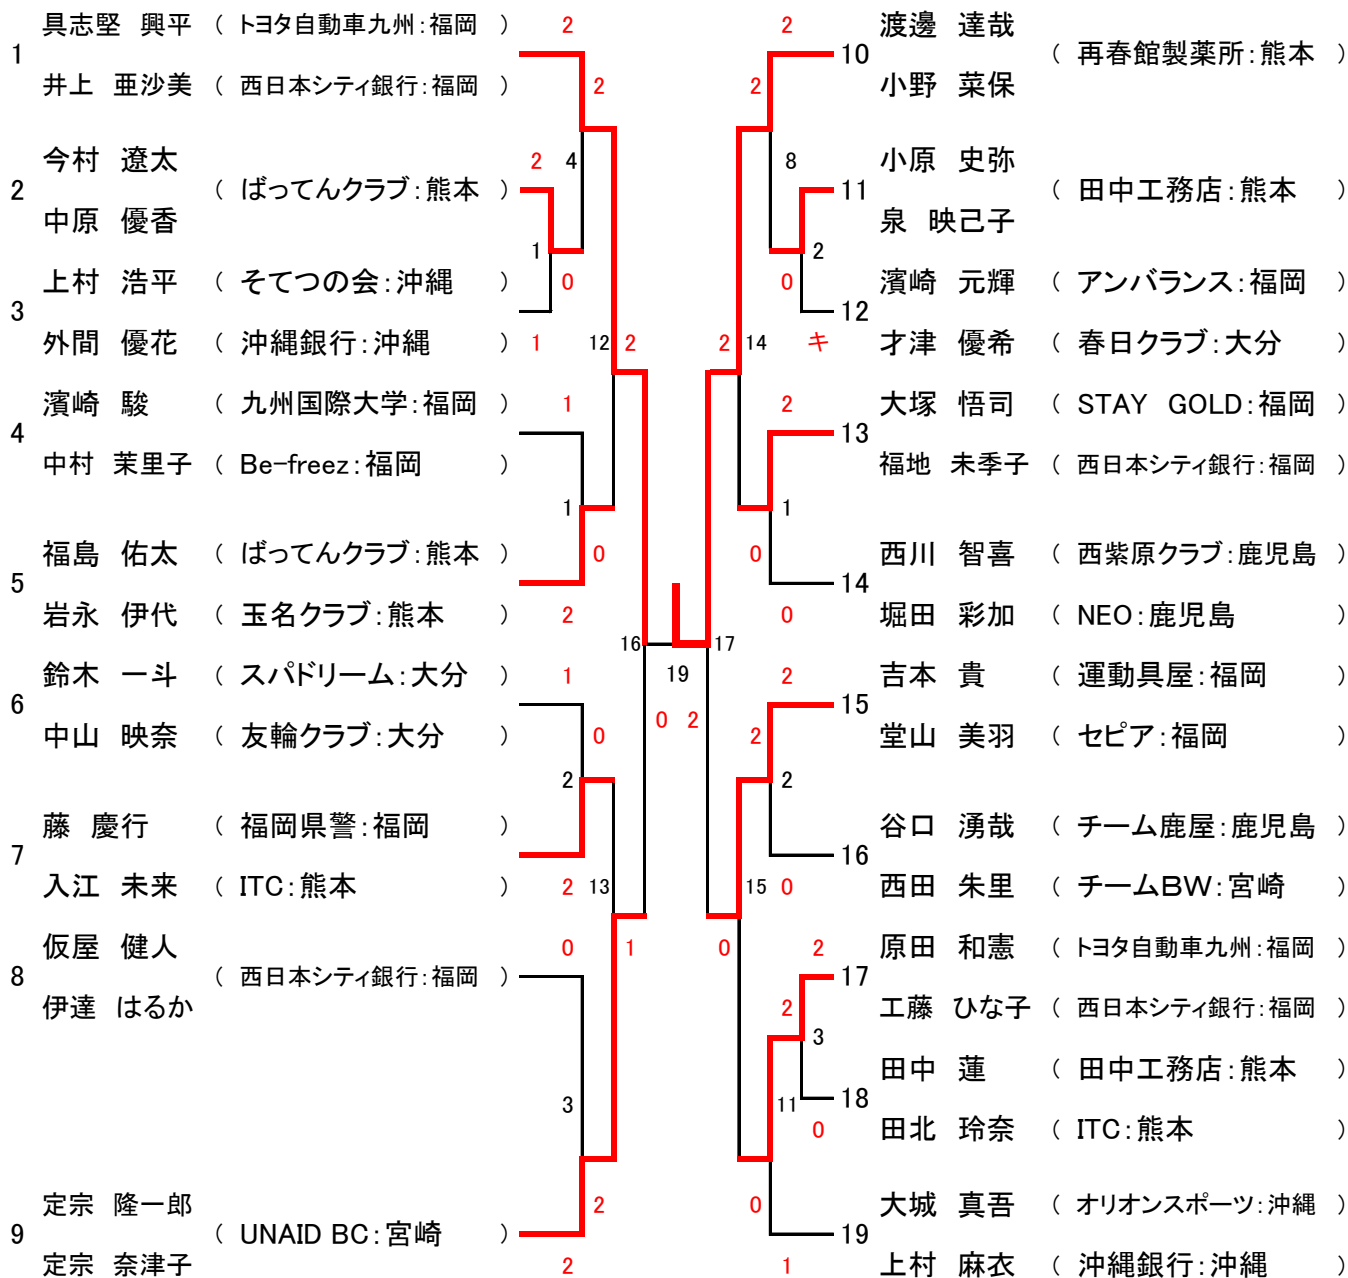 具志堅 興平 （ トヨタ自動車九州：福岡 ） 2
1
井上 亜沙美 （ 西日本シティ銀行：福岡 ） 2
今村 遼太 2 4
2 （ ばってんクラブ：熊本 ）
中原 優香
1
上村 浩平 （ そてつの会：沖縄 ） 0
3
外間 優花 （ 沖縄銀行：沖縄 ） 1 12 2
濱崎 駿 （ 九州国際大学：福岡 ） 1
4
中村 茉里子 （ Be-freez：福岡 ）
1
福島 佑太 （ ばってんクラブ：熊本 ） 0
5
岩永 伊代 （ 玉名クラブ：熊本 ） 2
16
鈴木 一斗 （ スパドリーム：大分 ） 1
6
中山 映奈 （ 友輪クラブ：大分 ） 0
2
藤 慶行 （ 福岡県警：福岡 ）
7
入江 未来 （ ITC：熊本 ） 2 13
仮屋 健人 0 1
8 （ 西日本シティ銀行：福岡 ）
伊達 はるか
3
定宗 隆一郎 2
9 （ UNAID BC：宮崎 ）
定宗 奈津子 2
19
0 2
2 渡邊 達哉
10 （ 再春館製薬所：熊本 ）
2 小野 菜保
8 小原 史弥
11 （ 田中工務店：熊本 ）
泉 映己子
2
0 濱崎 元輝 （ アンバランス：福岡 ）
12
2 14 キ 才津 優希 （ 春日クラブ：大分 ）
2 大塚 悟司 （ STAY GOLD：福岡 ）
13
福地 未季子 （ 西日本シティ銀行：福岡 ）
1
0 西川 智喜 （ 西紫原クラブ：鹿児島 ）
14
0 堀田 彩加 （ NEO：鹿児島 ）
17
2 吉本 貴 （ 運動具屋：福岡 ）
15
2 堂山 美羽 （ セピア：福岡 ）
2
谷口 湧哉 （ チーム鹿屋：鹿児島 ）
16
15 0 西田 朱里 （ チームBW：宮崎 ）
0 2 原田 和憲 （ トヨタ自動車九州：福岡 ）
17
2 工藤 ひな子 （ 西日本シティ銀行：福岡 ）
3
田中 蓮 （ 田中工務店：熊本 ）
11 18
0 田北 玲奈 （ ITC：熊本 ）
0 大城 真吾 （ オリオンスポーツ：沖縄 ）
19
1 上村 麻衣 （ 沖縄銀行：沖縄 ）